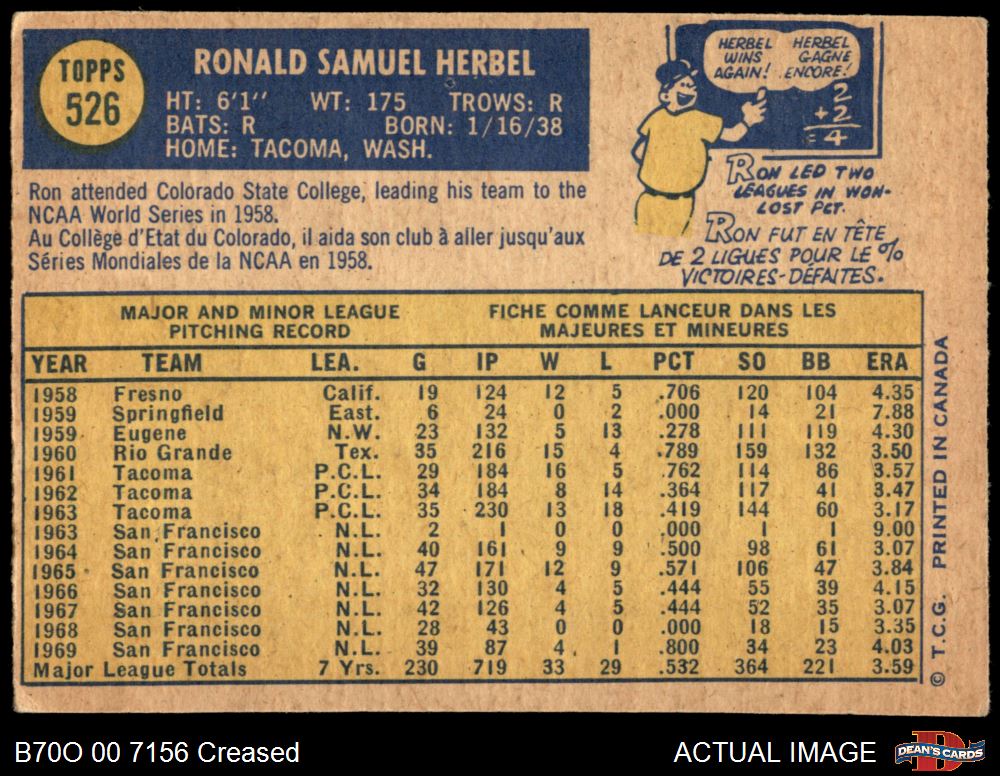 TOPPS
526
RONALD SAMUEL HERBEL
HT: 6'1'' WT: 175 TROWS: R
BATS: R BORN: 1/16/38
HOME: TACOMA, WASH.
HERBEL WINS AGAIN!
HERBEL GAGNE ENCORE!
2
+2
=4
RON LED TWO
LEAGUES IN WON-
LOST PCT.
RON FUT EN TÊTE
DE 2 LIGUES POUR LE %
VICTOIRES-DÉFAITES.
Ron attended Colorado State College, leading his team to the
NCAA World Series in 1958.
Au Collège d'Etat du Colorado, il aida son club à aller jusqu'aux
Séries Mondiales de la NCAA en 1958.
MAJOR AND MINOR LEAGUE
PITCHING RECORD
FICHE COMME LANCEUR DANS LES
MAJEURES ET MINEURES
YEAR TEAM LEA. G IP W L PCT SO BB ERA
1958 Fresno Calif. 19 124 12 5 .706 120 104 4.35
1959 Springfield East. 6 24 0 2 .000 14 21 7.88
1959 Eugene N.W. 23 132 5 13 .278 111 119 4.30
1960 Rio Grande Tex. 35 216 15 4 .789 159 132 3.50
1961 Tacoma P.C.L. 29 184 16 5 .762 114 86 3.57
1962 Tacoma P.C.L. 34 184 8 14 .364 117 41 3.47
1963 Tacoma P.C.L. 35 230 13 18 .419 144 60 3.17
1963 San Francisco N.L. 2 1 0 0 .000 1 1 9.00
1964 San Francisco N.L. 40 161 9 9 .500 98 61 3.07
1965 San Francisco N.L. 47 171 12 9 .571 106 47 3.84
1966 San Francisco N.L. 32 130 4 5 .444 55 39 4.15
1967 San Francisco N.L. 42 126 4 5 .444 52 35 3.07
1968 San Francisco N.L. 28 43 0 0 .000 18 15 3.35
1969 San Francisco N.L. 39 87 4 1 .800 34 23 4.03
Major League Totals 7 Yrs. 230 719 33 29 .532 364 221 3.59
© T.C.G. PRINTED IN CANADA
B70O 00 7156 Creased
ACTUAL IMAGE
DEAN'S CARDS